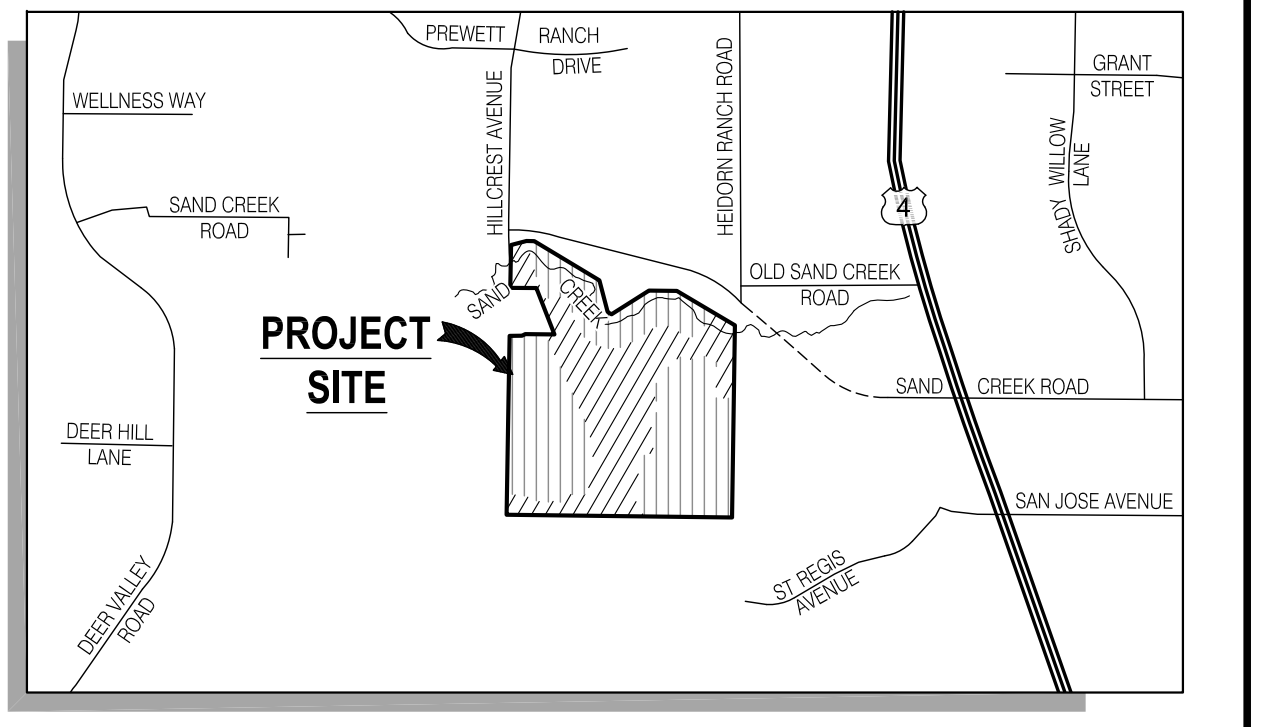 PREWETT RANCH
DRIVE
GRANT
STREET
WELLNESS WAY
HILLCREST AVENUE
HEIDORN RANCH ROAD
SHADY WILLOW
LANE
4
SAND CREEK
ROAD
OLD SAND CREEK
ROAD
SAND CREEK
PROJECT
SITE
SAND CREEK ROAD
DEER HILL
LANE
SAN JOSE AVENUE
ST REGIS
AVENUE
DEER VALLEY
ROAD